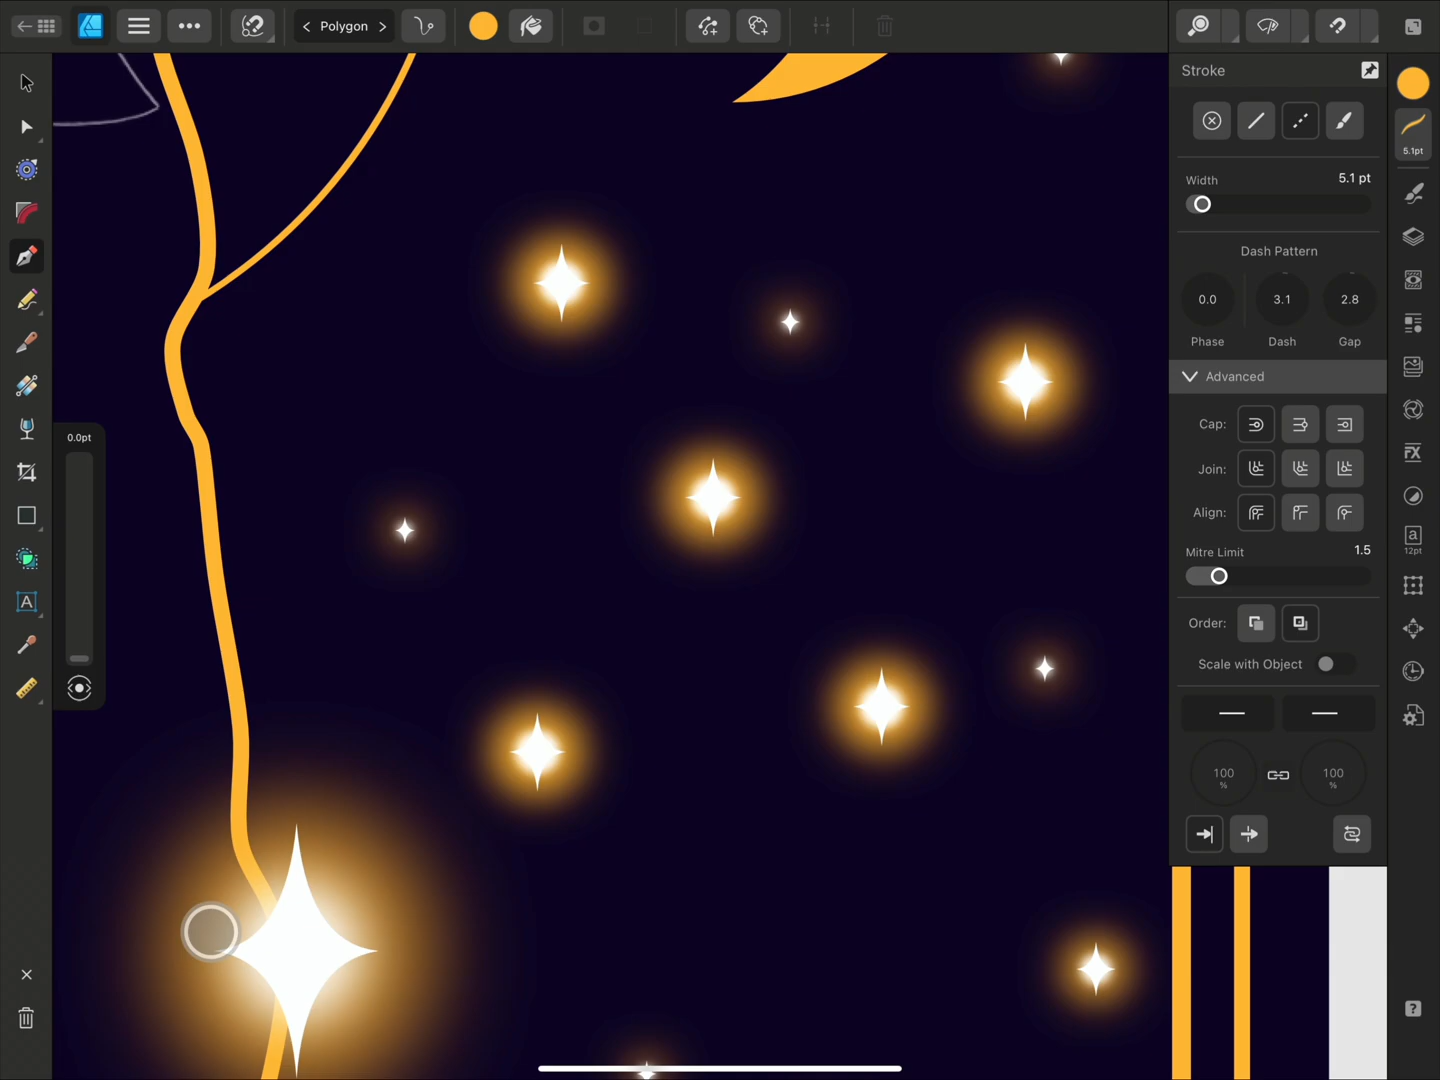 Polygon
Stroke
Width 5.1 pt
5.1pt
Dash Pattern
0.0 3.1 2.8
Phase Dash Gap
Advanced
Cap:
Join:
Align:
a
12pt
Mitre Limit 1.5
Order:
Scale with Object
100 % 100 %
0.0pt
FX
A
?